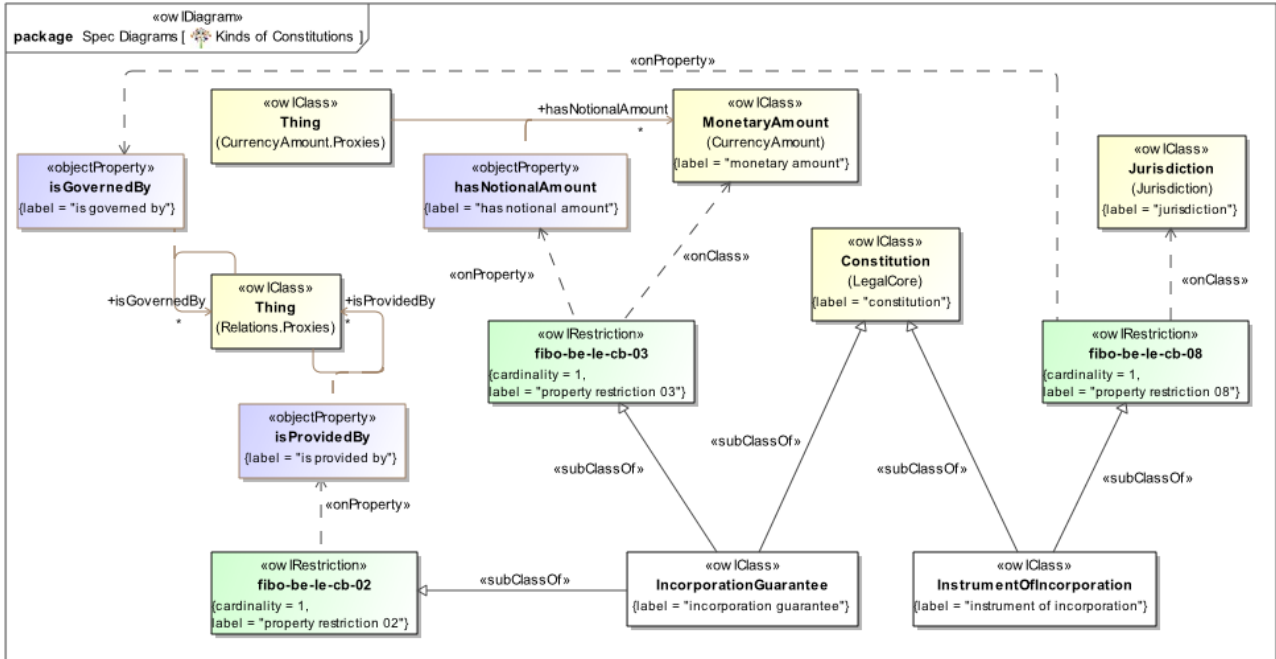 «owlDiagram»
package Spec Diagrams [ Kinds of Constitutions ]
«onProperty»
«owlClass»
Thing
(CurrencyAmount.Proxies)
+hasNotionalAmount
*
«owlClass»
MonetaryAmount
(CurrencyAmount)
{label = "monetary amount"}
«owlClass»
Jurisdiction
(Jurisdiction)
{label = "jurisdiction"}
«objectProperty»
isGovernedBy
{label = "is governed by"}
«objectProperty»
hasNotionalAmount
{label = "has notional amount"}
«owlClass»
Constitution
(LegalCore)
{label = "constitution"}
«onProperty»
«onClass»
«onClass»
+isGovernedBy
*
«owlClass»
Thing
(Relations.Proxies)
+isProvidedBy
*
«owlRestriction»
fibo-be-le-cb-03
{cardinality = 1,
label = "property restriction 03"}
«owlRestriction»
fibo-be-le-cb-08
{cardinality = 1,
label = "property restriction 08"}
«objectProperty»
isProvidedBy
{label = "is provided by"}
«subClassOf»
«subClassOf»
«subClassOf»
«subClassOf»
«onProperty»
«owlRestriction»
fibo-be-le-cb-02
{cardinality = 1,
label = "property restriction 02"}
«subClassOf»
«owlClass»
IncorporationGuarantee
{label = "incorporation guarantee"}
«owlClass»
InstrumentOfIncorporation
{label = "instrument of incorporation"}